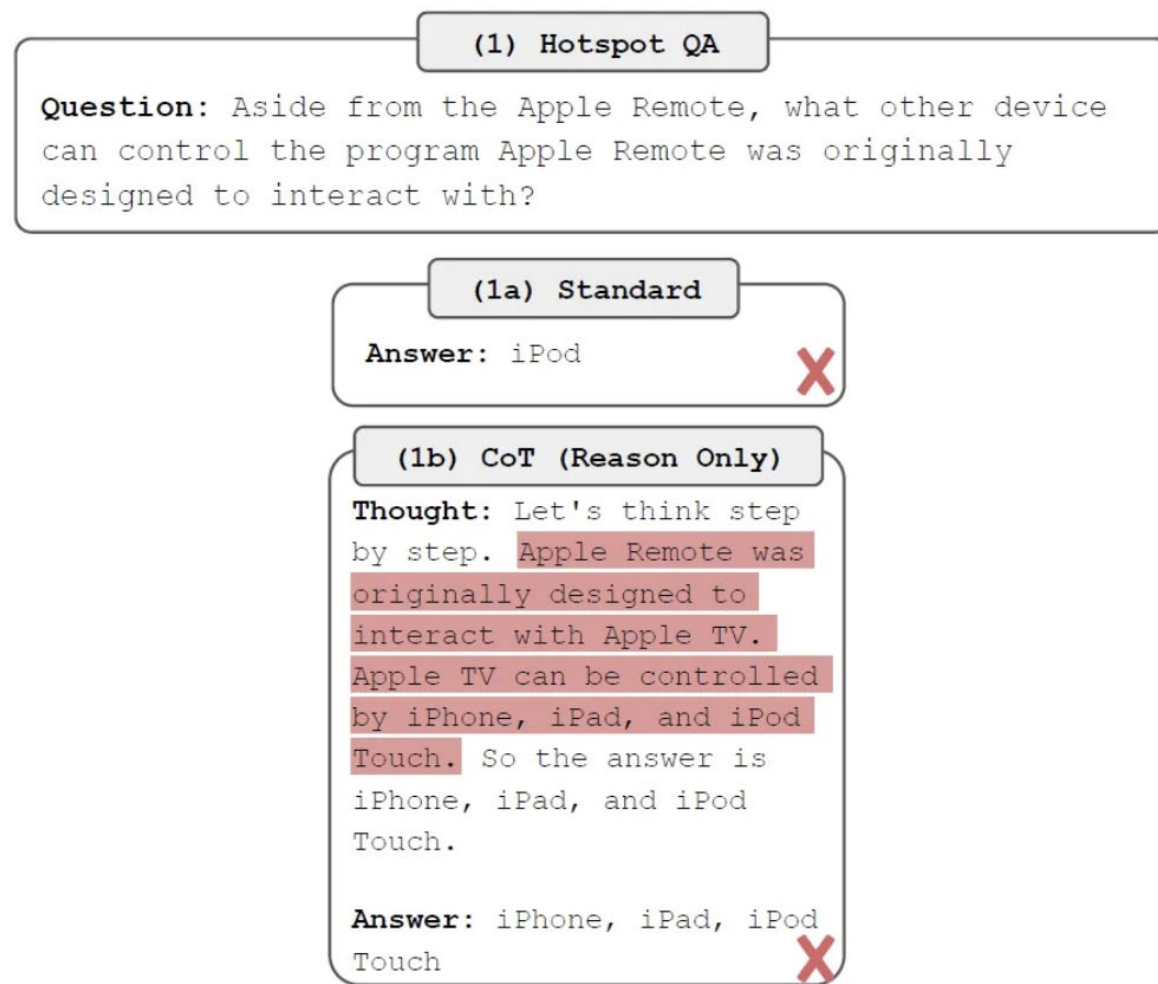 (1) Hotspot QA
Question: Aside from the Apple Remote, what other device
can control the program Apple Remote was originally
designed to interact with?
(1a) Standard
Answer: iPod
(1b) CoT (Reason Only)
Thought: Let's think step
by step. Apple Remote was
originally designed to
interact with Apple TV.
Apple TV can be controlled
by iPhone, iPad, and iPod
Touch. So the answer is
iPhone, iPad, and iPod
Touch.
Answer: iPhone, iPad, iPod
Touch